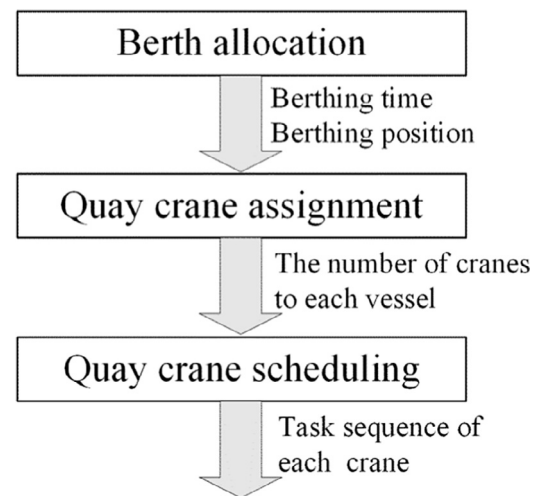 Berth allocation
Berthing time
Berthing position
Quay crane assignment
The number of cranes
to each vessel
Quay crane scheduling
Task sequence of
each crane